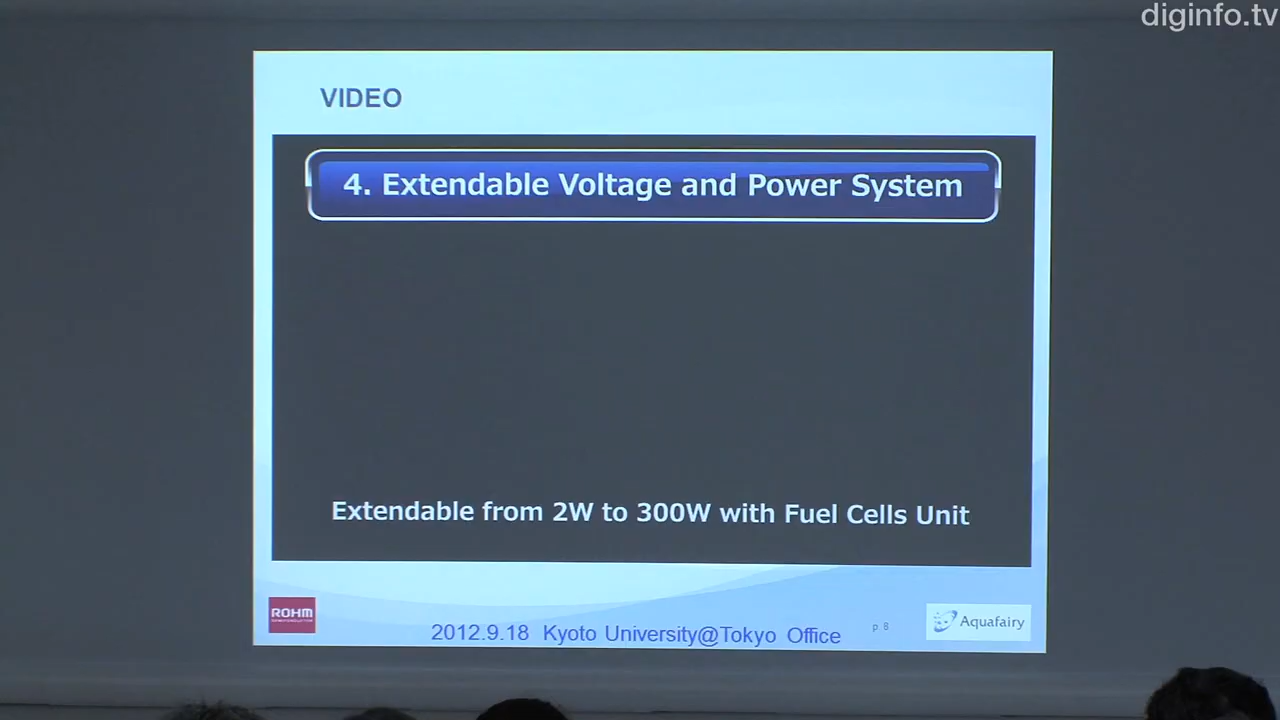 diginfo.tv
VIDEO
4. Extendable Voltage and Power System
Extendable from 2W to 300W with Fuel Cells Unit
ROHM
SEMICONDUCTOR
2012.9.18 Kyoto University@Tokyo Office
p 8
Aquafairy